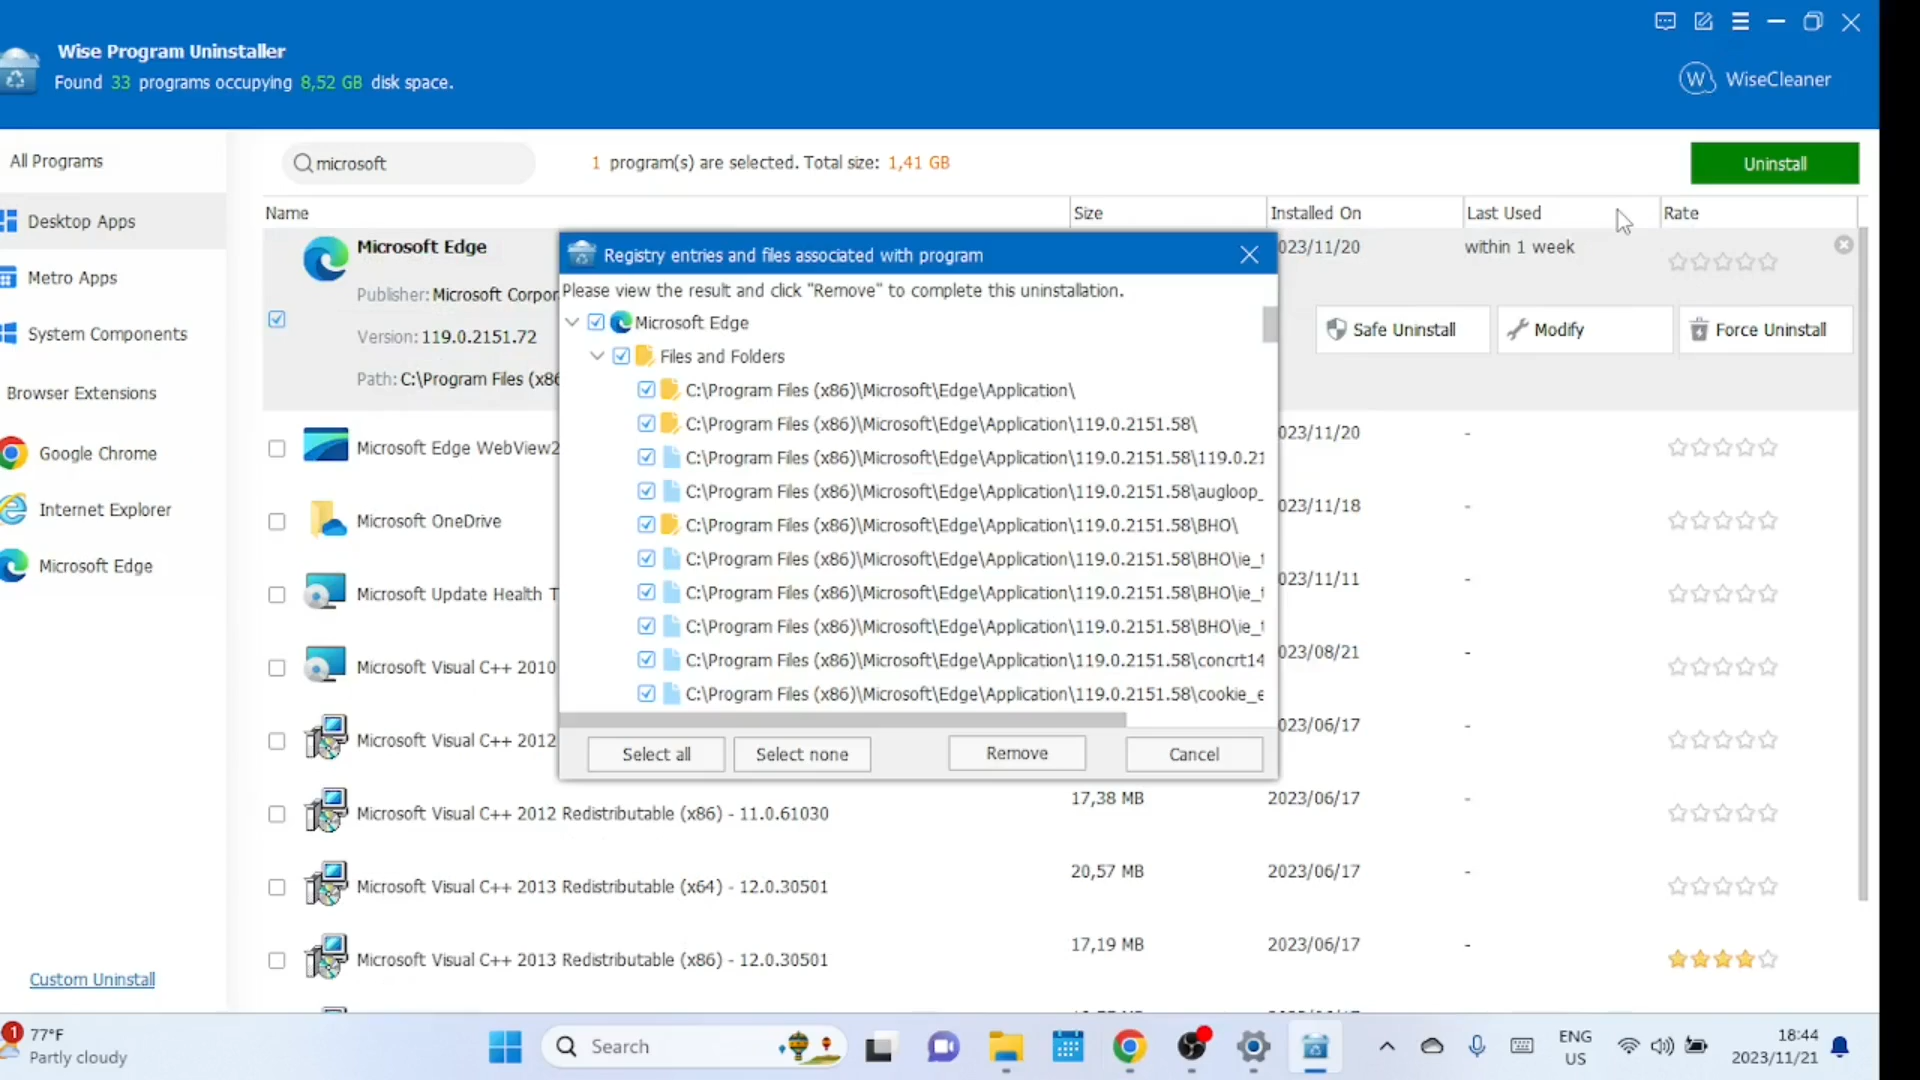 Wise Program Uninstaller
Found 33 programs occupying 8,52 GB disk space.
W WiseCleaner
All Programs
microsoft
1 program(s) are selected. Total size: 1,41 GB
Uninstall
Name
Size
Installed On
Last Used
Rate
Desktop Apps
Metro Apps
System Components
Browser Extensions
Google Chrome
Internet Explorer
Microsoft Edge
Custom Uninstall
Microsoft Edge
023/11/20
within 1 week
Publisher: Microsoft Corpor
Version: 119.0.2151.72
Path: C:\Program Files (x86
Safe Uninstall
Modify
Force Uninstall
Registry entries and files associated with program
Please view the result and click "Remove" to complete this uninstallation.
Microsoft Edge
Files and Folders
C:\Program Files (x86)\Microsoft\Edge\Application\
C:\Program Files (x86)\Microsoft\Edge\Application\119.0.2151.58\
C:\Program Files (x86)\Microsoft\Edge\Application\119.0.2151.58\119.0.21
C:\Program Files (x86)\Microsoft\Edge\Application\119.0.2151.58\augloop_
C:\Program Files (x86)\Microsoft\Edge\Application\119.0.2151.58\BHO\
C:\Program Files (x86)\Microsoft\Edge\Application\119.0.2151.58\BHO\ie_t
C:\Program Files (x86)\Microsoft\Edge\Application\119.0.2151.58\BHO\ie_t
C:\Program Files (x86)\Microsoft\Edge\Application\119.0.2151.58\BHO\ie_t
C:\Program Files (x86)\Microsoft\Edge\Application\119.0.2151.58\concrt14
C:\Program Files (x86)\Microsoft\Edge\Application\119.0.2151.58\cookie_e
Select all
Select none
Remove
Cancel
Microsoft Edge WebView2
023/11/20
-
Microsoft OneDrive
023/11/18
-
Microsoft Update Health T
023/11/11
-
Microsoft Visual C++ 2010
023/08/21
-
Microsoft Visual C++ 2012
023/06/17
-
Microsoft Visual C++ 2012 Redistributable (x86) - 11.0.61030
17,38 MB
2023/06/17
-
Microsoft Visual C++ 2013 Redistributable (x64) - 12.0.30501
20,57 MB
2023/06/17
-
Microsoft Visual C++ 2013 Redistributable (x86) - 12.0.30501
17,19 MB
2023/06/17
-
1
77°F
Partly cloudy
Search
ENG
US
18:44
2023/11/21